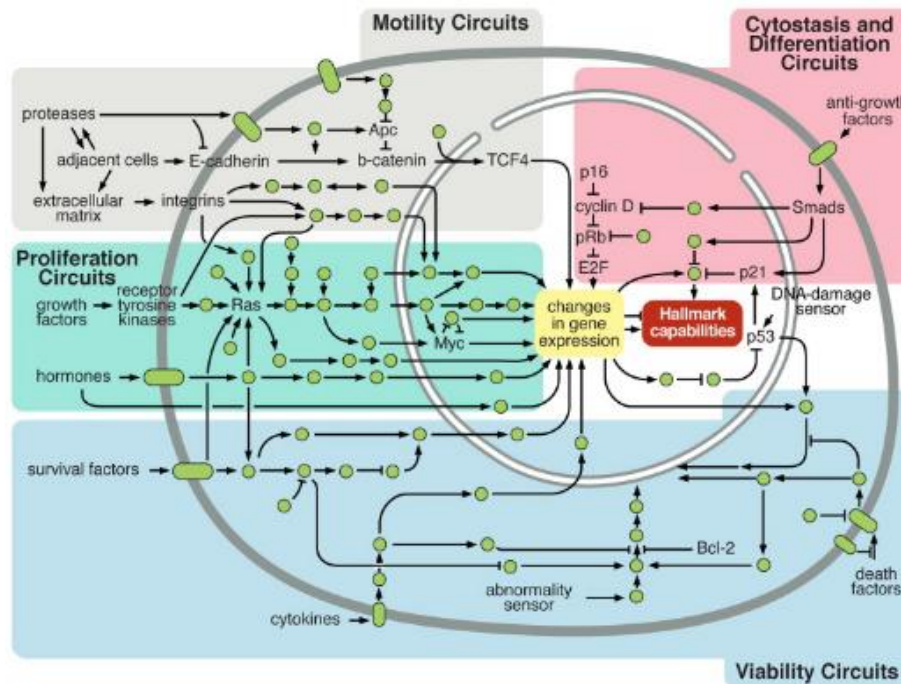 Motility Circuits
Cytostasis and
Differentiation
Circuits
proteases
Apc
anti-growth
factors
adjacent cells
E-cadherin
b-catenin
TCF4
p16
extracellular
matrix
integrins
cyclin D
Smads
pRb
Proliferation
Circuits
E2F
p21
growth
factors
receptor
tyrosine
kinases
Ras
changes
in gene
expression
Hallmark
capabilities
DNA-damage
sensor
Myc
p53
hormones
survival factors
Bcl-2
abnormality
sensor
death
factors
cytokines
Viability Circuits